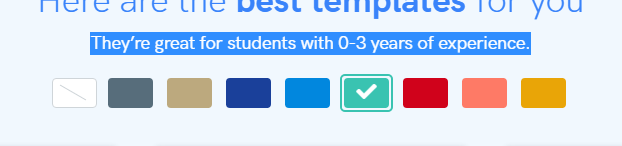 Here are the best templates for you
They’re great for students with 0-3 years of experience.